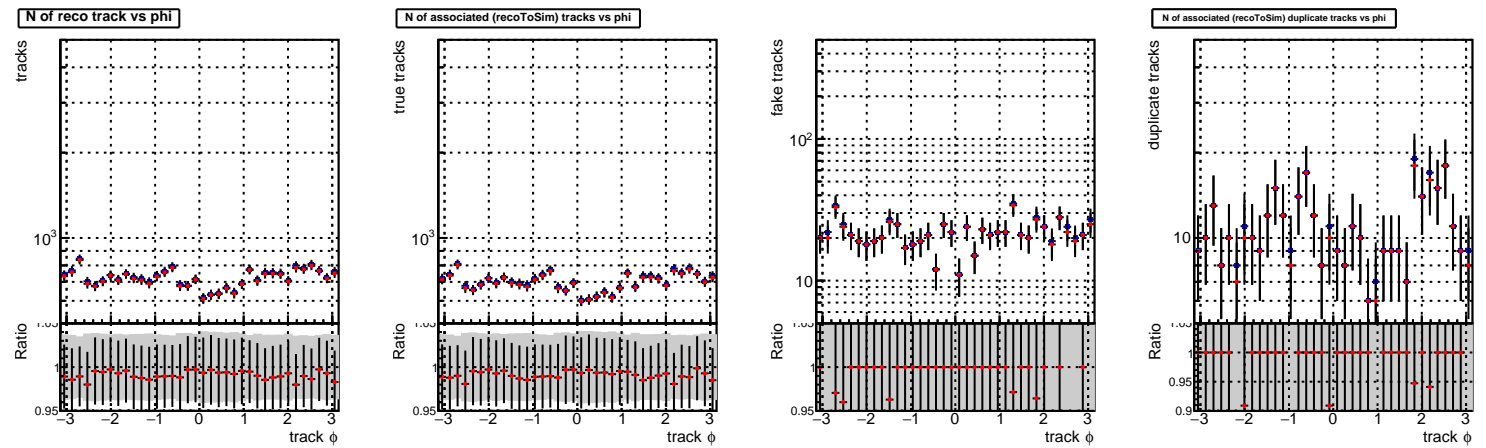 N of reco track vs phi
tracks
10³
Ratio
1
0.95
−3 −2 −1 0 1 2 3
track ϕ
N of associated (recoToSim) tracks vs phi
true tracks
10³
Ratio
1
0.95
−3 −2 −1 0 1 2 3
track ϕ
fake tracks
10²
10
Ratio
1
0.95
−3 −2 −1 0 1 2 3
track ϕ
N of associated (recoToSim) duplicate tracks vs phi
duplicate tracks
10
Ratio
1
0.95
0.9
−3 −2 −1 0 1 2 3
track ϕ